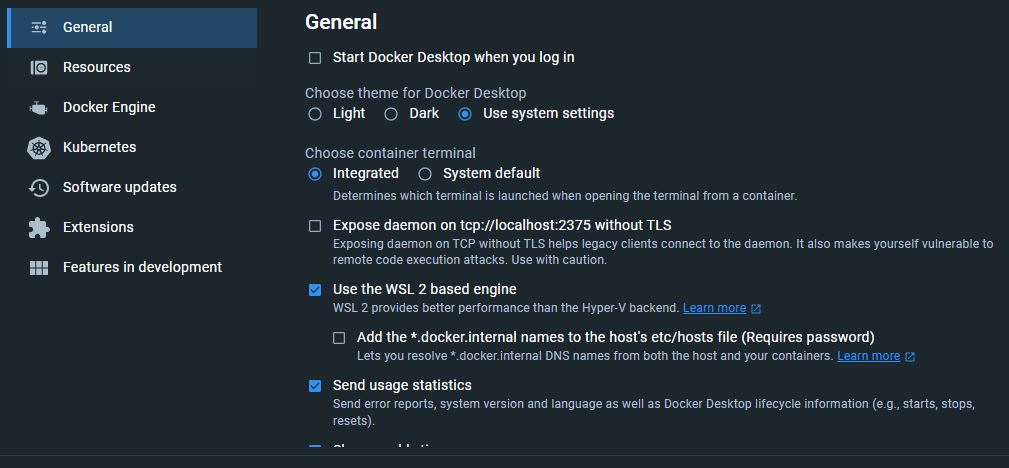 General
Resources
Docker Engine
Kubernetes
Software updates
Extensions
Features in development
General
Start Docker Desktop when you log in
Choose theme for Docker Desktop
Light Dark Use system settings
Choose container terminal
Integrated System default
Determines which terminal is launched when opening the terminal from a container.
Expose daemon on tcp://localhost:2375 without TLS
Exposing daemon on TCP without TLS helps legacy clients connect to the daemon. It also makes yourself vulnerable to
remote code execution attacks. Use with caution.
Use the WSL 2 based engine
WSL 2 provides better performance than the Hyper-V backend. Learn more
Add the *.docker.internal names to the host's etc/hosts file (Requires password)
Lets you resolve *.docker.internal DNS names from both the host and your containers. Learn more
Send usage statistics
Send error reports, system version and language as well as Docker Desktop lifecycle information (e.g., starts, stops,
resets).